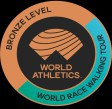 BRONZE LEVEL
WORLD
ATHLETICS
WORLD RACE WALKING TOUR